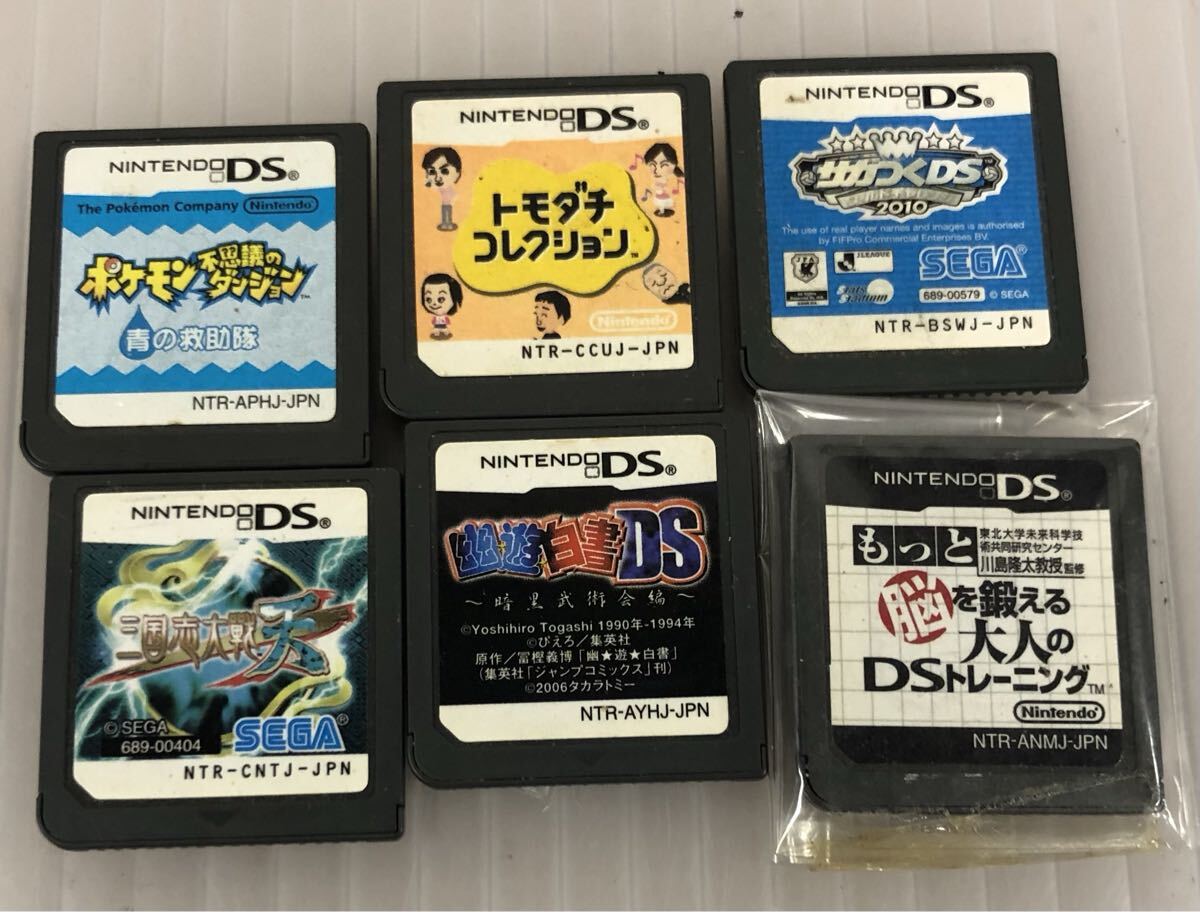 NINTENDO DS®
The Pokémon Company Nintendo
ポケモン不思議のダンジョン™
青の救助隊
NTR-APHJ-JPN
NINTENDO DS®
トモダチ
コレクション™
Nintendo
NTR-CCUJ-JPN
NINTENDO DS®
サカつくDS
2010
The use of real player names and images is authorised
by FIFPro Commercial Enterprises BV.
JFA
J.LEAGUE
SEGA®
689-00579 © SEGA
NTR-BSWJ-JPN
NINTENDO DS®
三国志大戦天
© SEGA
689-00404
SEGA®
NTR-CNTJ-JPN
NINTENDO DS®
幽遊白書DS
~暗黒武術会編~
©Yoshihiro Togashi 1990年-1994年
©ぴえろ/集英社
原作/冨樫義博「幽★遊★白書」
(集英社「ジャンプコミックス」刊)
©2006タカラトミー
NTR-AYHJ-JPN
NINTENDO DS®
もっと
東北大学未来科学技
術共同研究センター
川島隆太教授監修
脳を鍛える
大人の
DSトレーニング™
Nintendo
NTR-ANMJ-JPN